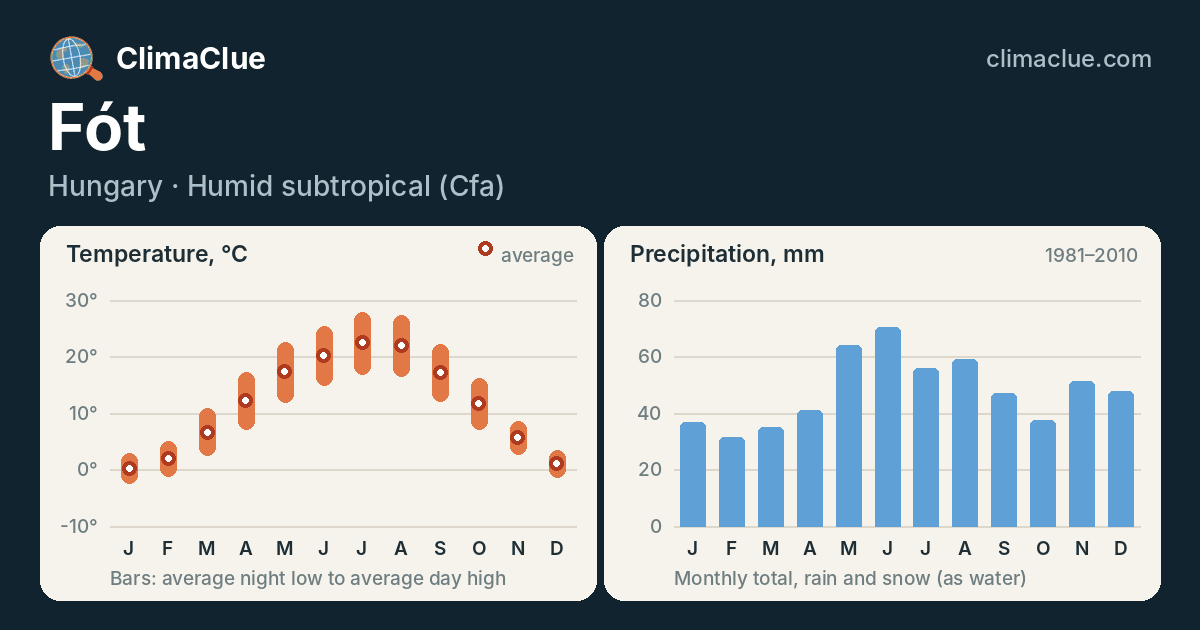 ClimaClue
climaclue.com
Fót
Hungary · Humid subtropical (Cfa)
Temperature, °C
average
30°
20°
10°
0°
-10°
J F M A M J J A S O N D
Bars: average night low to average day high
Precipitation, mm
1981–2010
80
60
40
20
0
J F M A M J J A S O N D
Monthly total, rain and snow (as water)